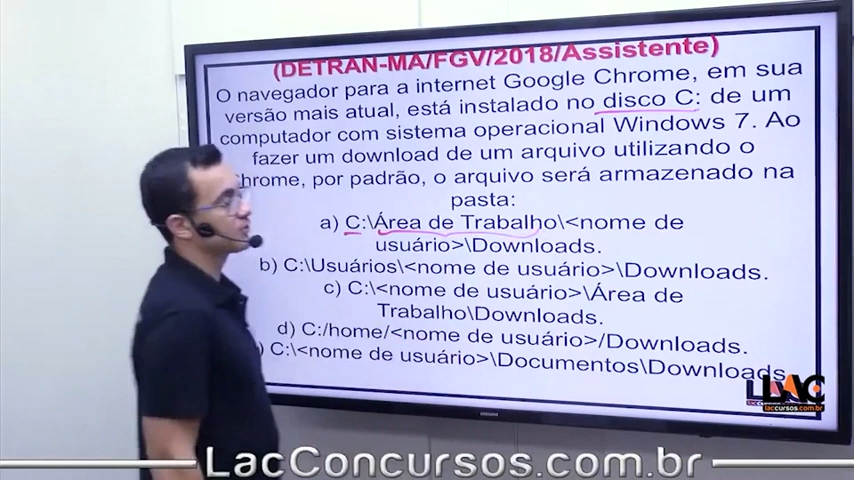 (DETRAN-MA/FGV/2018/Assistente)
O navegador para a internet Google Chrome, em sua
versão mais atual, está instalado no disco C: de um
computador com sistema operacional Windows 7. Ao
fazer um download de um arquivo utilizando o
hrome, por padrão, o arquivo será armazenado na
pasta:
a) C:\Área de Trabalho\<nome de
usuário>\Downloads.
b) C:\Usuários\<nome de usuário>\Downloads.
c) C:\<nome de usuário>\Área de
Trabalho\Downloads.
d) C:/home/<nome de usuário>/Downloads.
) C:\<nome de usuário>\Documentos\Downloads
LAC
laccursos.com.br
LacConcursos.com.br